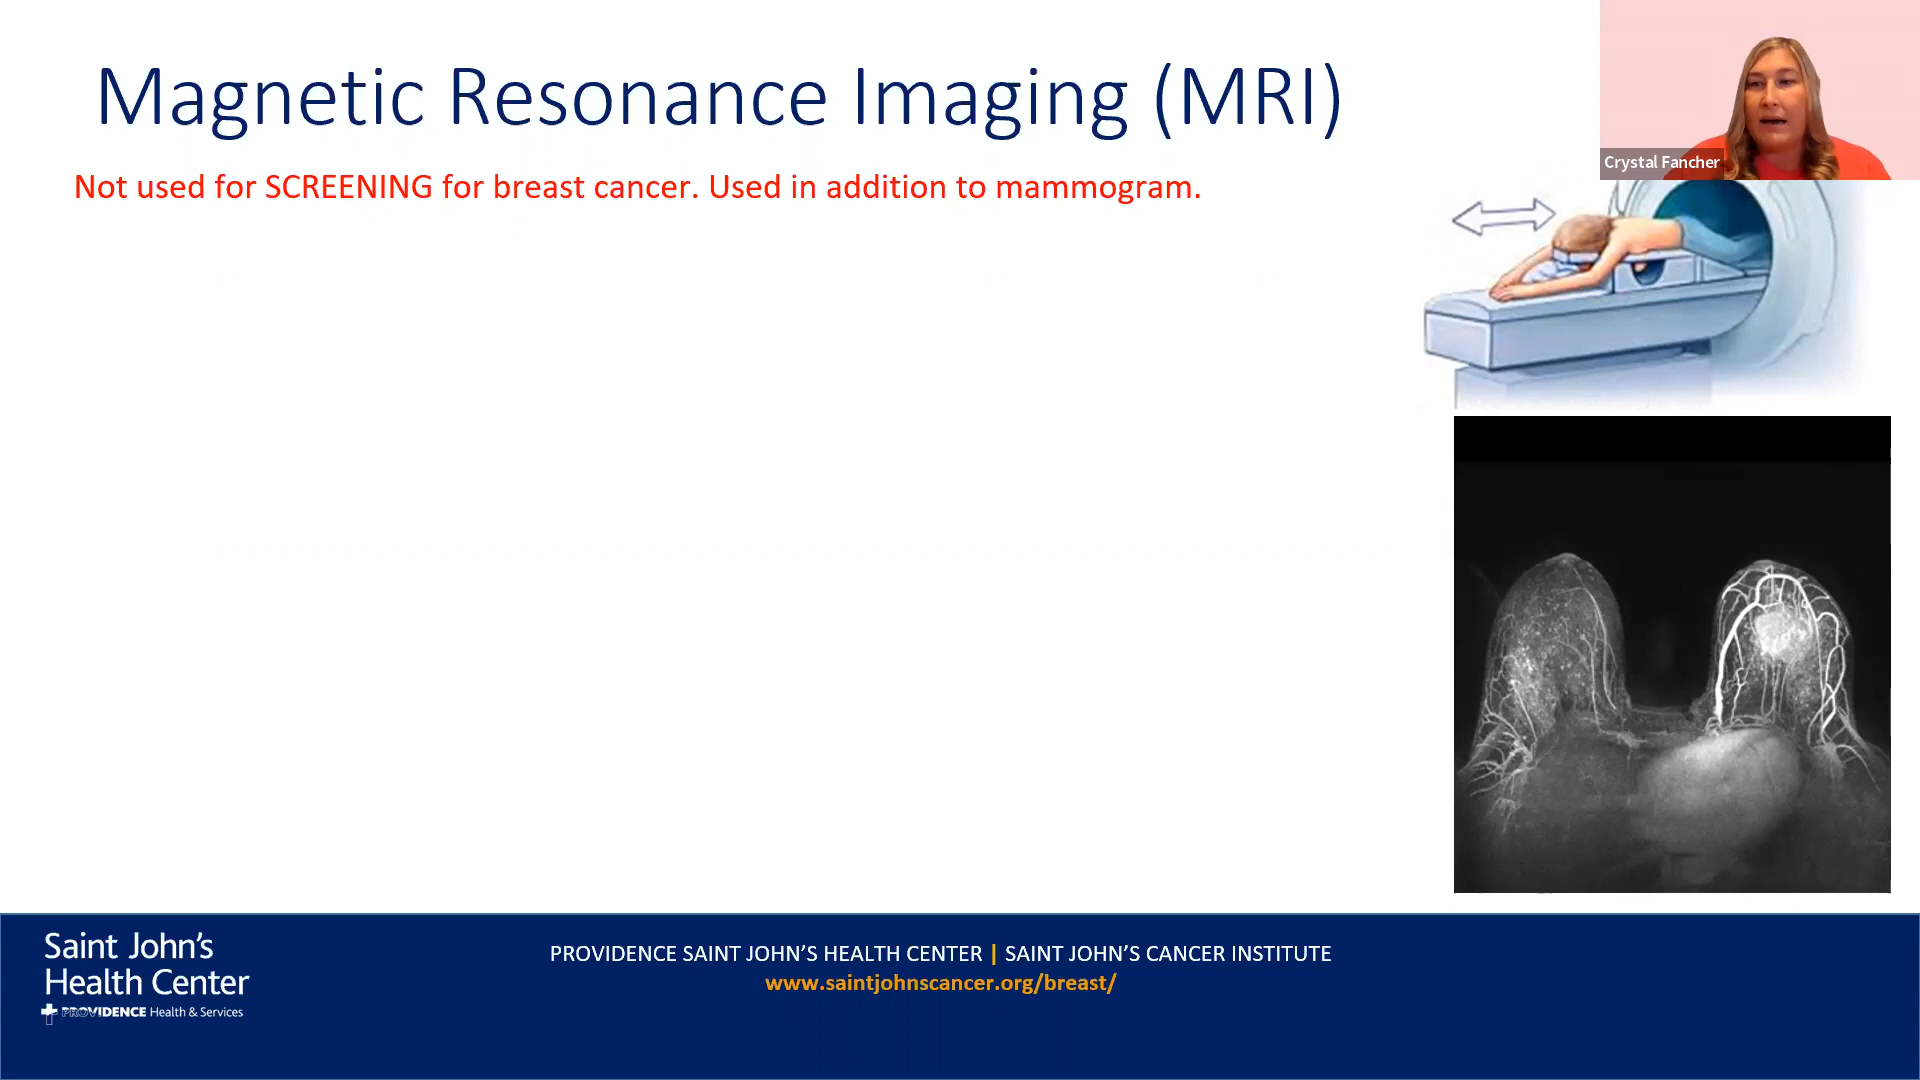 Magnetic Resonance Imaging (MRI)
Crystal Fancher
Not used for SCREENING for breast cancer. Used in addition to mammogram.
Saint John's
Health Center
PROVIDENCE Health & Services
PROVIDENCE SAINT JOHN'S HEALTH CENTER | SAINT JOHN'S CANCER INSTITUTE
www.saintjohnscancer.org/breast/